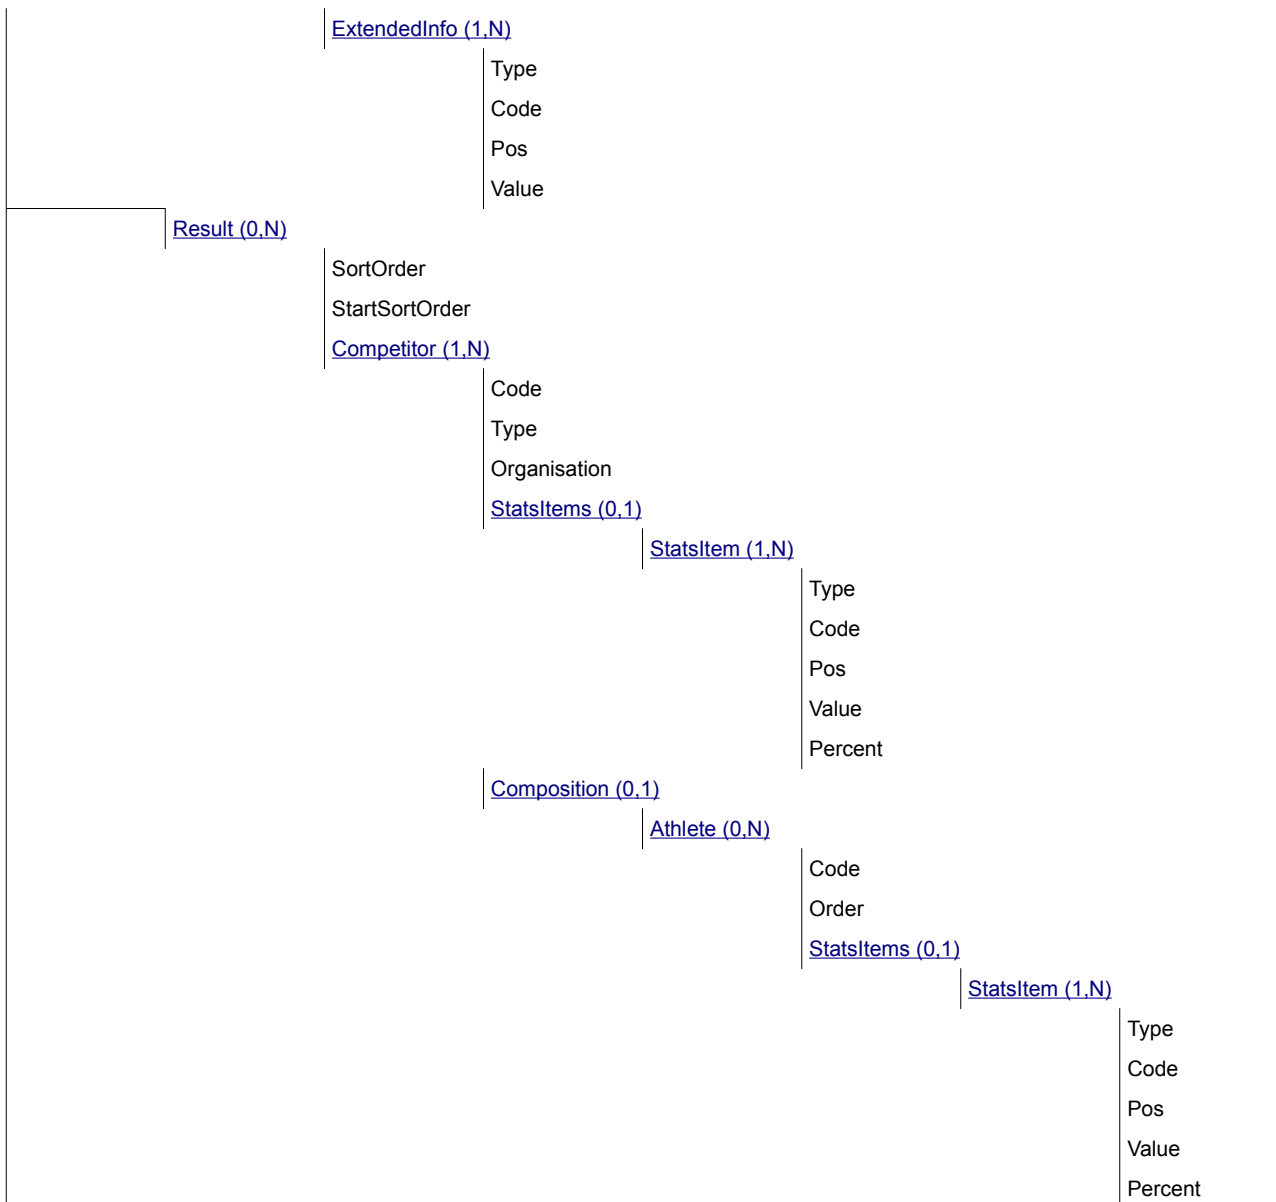 ExtendedInfo (1,N)
Type
Code
Pos
Value
Result (0,N)
SortOrder
StartSortOrder
Competitor (1,N)
Code
Type
Organisation
StatsItems (0,1)
StatsItem (1,N)
Type
Code
Pos
Value
Percent
Composition (0,1)
Athlete (0,N)
Code
Order
StatsItems (0,1)
StatsItem (1,N)
Type
Code
Pos
Value
Percent